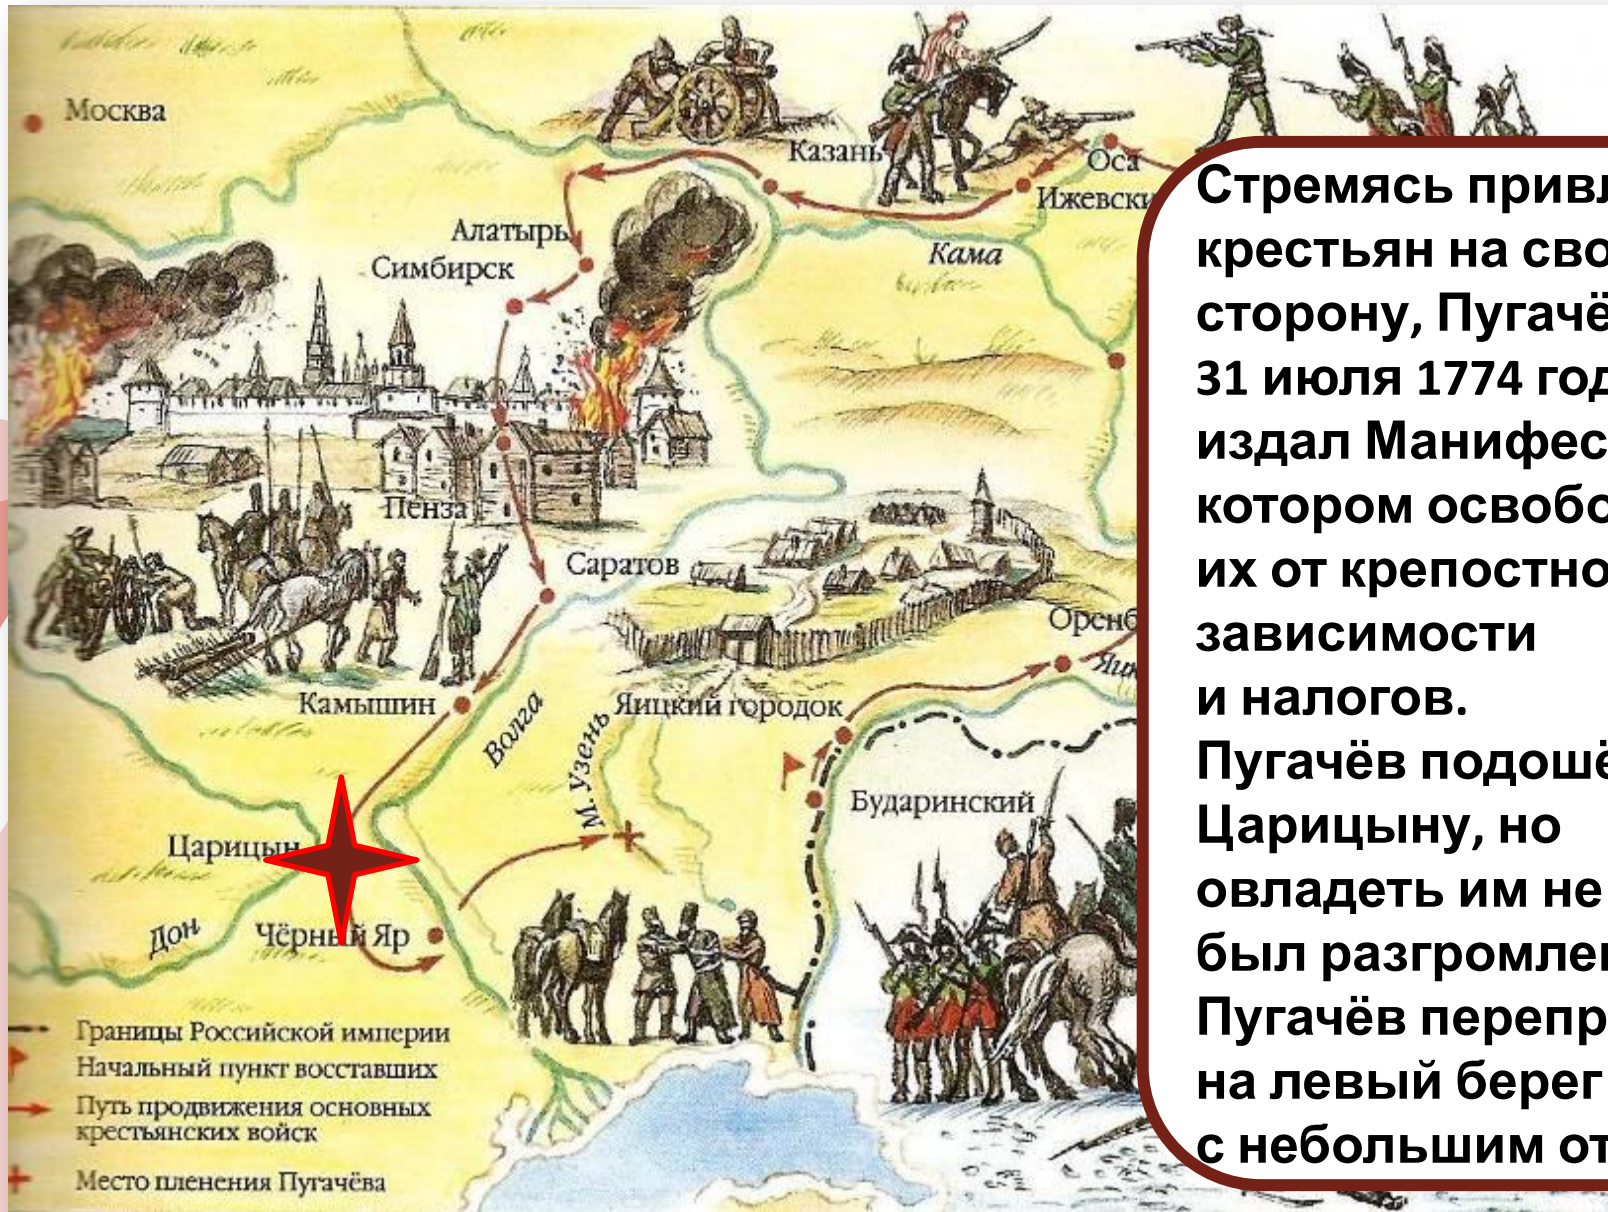 Москва
Казань
Оса
Ижевски
Алатырь
Симбирск
Кама
Пенза
Саратов
Камышин
Волга
М. Узень
Яицкий городок
Бударинский
Царицын
Дон
Чёрный Яр
Границы Российской империи
Начальный пункт восставших
Путь продвижения основных
крестьянских войск
Место пленения Пугачёва
Стремясь привл
крестьян на сво
сторону, Пугачё
31 июля 1774 год
издал Манифес
котором освобо
их от крепостно
зависимости
и налогов.
Пугачёв подошё
Царицыну, но
овладеть им не
был разгромле
Пугачёв перепр
на левый берег
с небольшим от